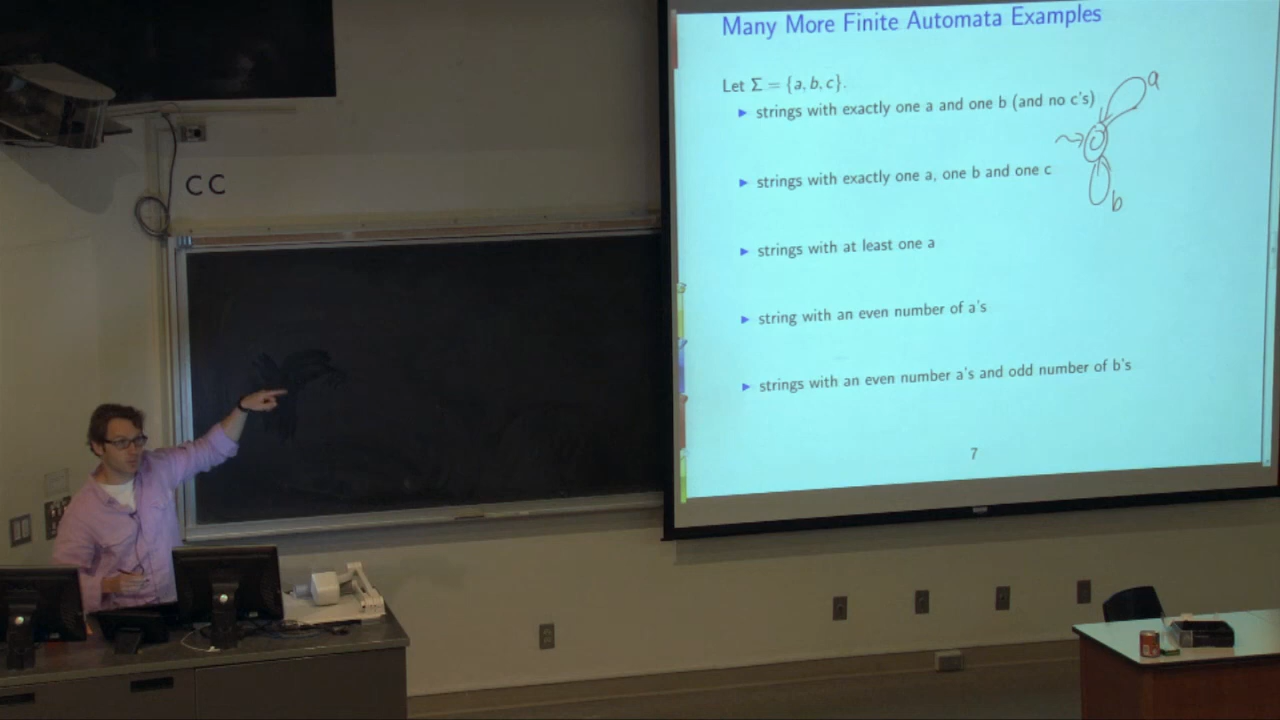 Many More Finite Automata Examples
Let Σ = {a, b, c}.
▶ strings with exactly one a and one b (and no c's)
a
▶ strings with exactly one a, one b and one c
b
▶ strings with at least one a
▶ string with an even number of a's
▶ strings with an even number a's and odd number of b's
7
CC